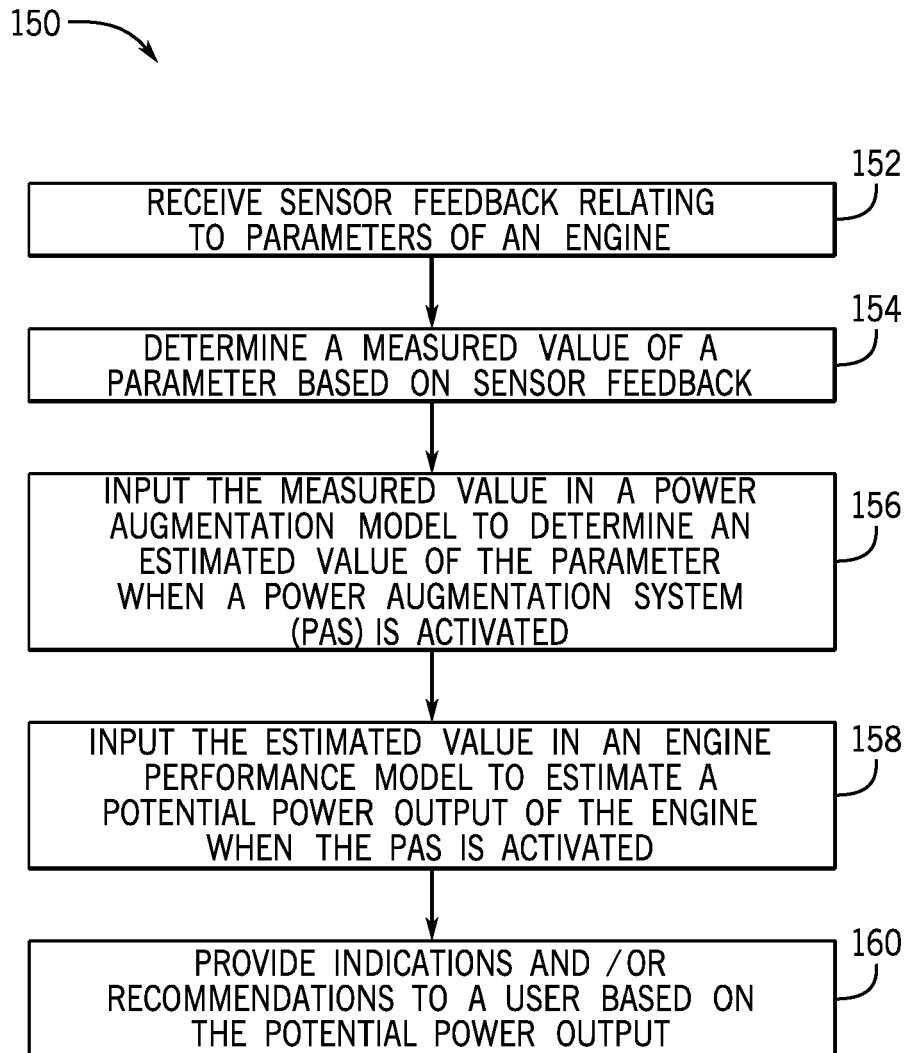 150
152
RECEIVE SENSOR FEEDBACK RELATING
TO PARAMETERS OF AN ENGINE
154
DETERMINE A MEASURED VALUE OF A
PARAMETER BASED ON SENSOR FEEDBACK
156
INPUT THE MEASURED VALUE IN A POWER
AUGMENTATION MODEL TO DETERMINE AN
ESTIMATED VALUE OF THE PARAMETER
WHEN A POWER AUGMENTATION SYSTEM
(PAS) IS ACTIVATED
158
INPUT THE ESTIMATED VALUE IN AN ENGINE
PERFORMANCE MODEL TO ESTIMATE A
POTENTIAL POWER OUTPUT OF THE ENGINE
WHEN THE PAS IS ACTIVATED
160
PROVIDE INDICATIONS AND /OR
RECOMMENDATIONS TO A USER BASED ON
THE POTENTIAL POWER OUTPUT